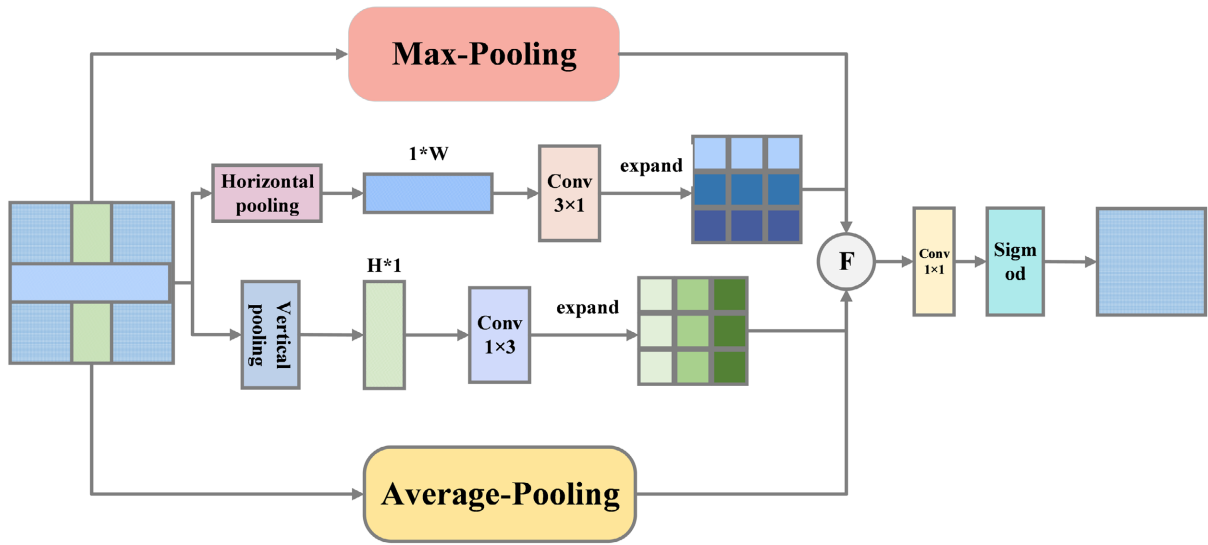 Max-Pooling
1*W
Horizontal
pooling
Conv
3×1
expand
F
Conv
1×1
Sigm
od
H*1
Vertical
pooling
Conv
1×3
expand
Average-Pooling